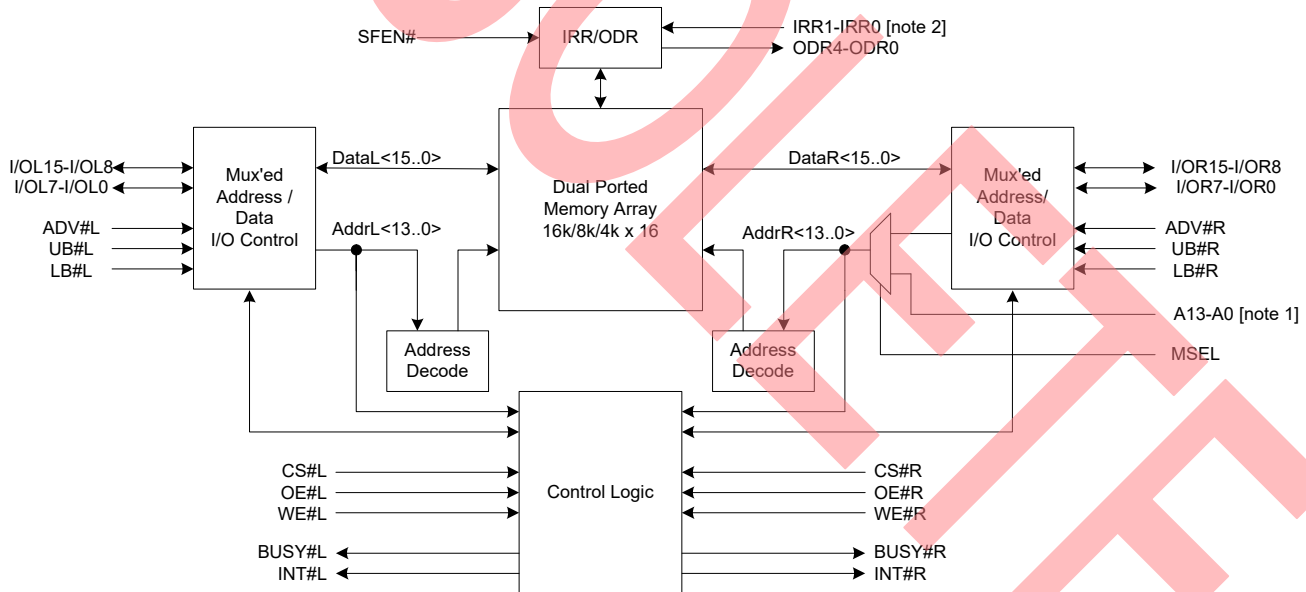 SFEN#
IRR/ODR
IRR1-IRR0 [note 2]
ODR4-ODR0
I/OL15-I/OL8
I/OL7-I/OL0
ADV#L
UB#L
LB#L
Mux'ed
Address /
Data
I/O Control
DataL<15..0>
AddrL<13..0>
Dual Ported
Memory Array
16k/8k/4k x 16
DataR<15..0>
AddrR<13..0>
Mux'ed
Address/
Data
I/O Control
I/OR15-I/OR8
I/OR7-I/OR0
ADV#R
UB#R
LB#R
A13-A0 [note 1]
MSEL
Address
Decode
Address
Decode
CS#L
OE#L
WE#L
BUSY#L
INT#L
Control Logic
CS#R
OE#R
WE#R
BUSY#R
INT#R